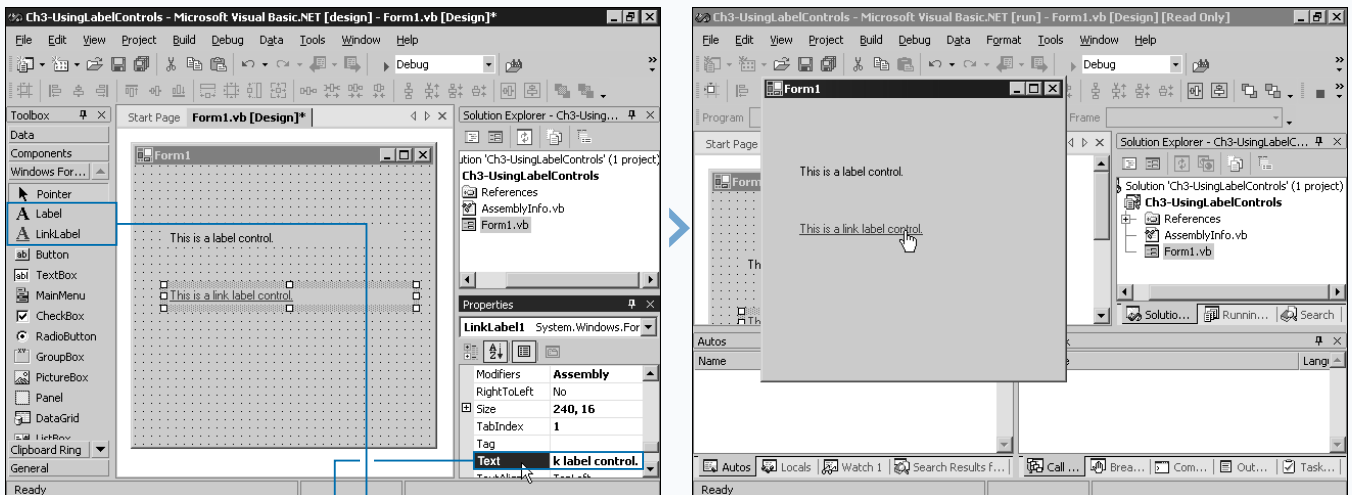 Ch3-UsingLabelControls - Microsoft Visual Basic.NET [design] - Form1.vb [Design]*
File Edit View Project Build Debug Data Tools Window Help
Debug
Toolbox
Data
Components
Windows For...
Pointer
Label
LinkLabel
Button
TextBox
MainMenu
CheckBox
RadioButton
GroupBox
PictureBox
Panel
DataGrid
ListBox
Clipboard Ring
General
Start Page Form1.vb [Design]*
Form1
This is a label control.
This is a link label control.
Solution Explorer - Ch3-Using...
ution 'Ch3-UsingLabelControls' (1 project)
Ch3-UsingLabelControls
References
AssemblyInfo.vb
Form1.vb
Properties
LinkLabel1 System.Windows.For
Modifiers Assembly
RightToLeft No
Size 240, 16
TabIndex 1
Tag
Text k label control.
TextAlign TopLeft
Ready
Ch3-UsingLabelControls - Microsoft Visual Basic.NET [run] - Form1.vb [Design] [Read Only]
File Edit View Project Build Debug Data Format Tools Window Help
Debug
Program
Frame
Start Page
Form
Th
Th
Form1
This is a label control.
This is a link label control.
Solution Explorer - Ch3-UsingLabelC...
Solution 'Ch3-UsingLabelControls' (1 project)
Ch3-UsingLabelControls
References
AssemblyInfo.vb
Form1.vb
Solutio... Runnin... Search
Autos
Name
Langu
Autos Locals Watch 1 Search Results f...
Call ... Brea... Com... Out... Task...
Ready